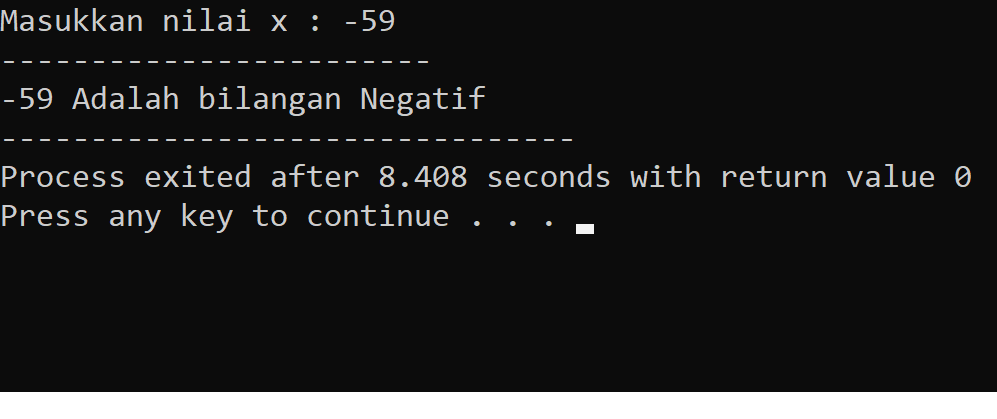 Masukkan nilai x : -59
------------------------
-59 Adalah bilangan Negatif
--------------------------------
Process exited after 8.408 seconds with return value 0
Press any key to continue . . .